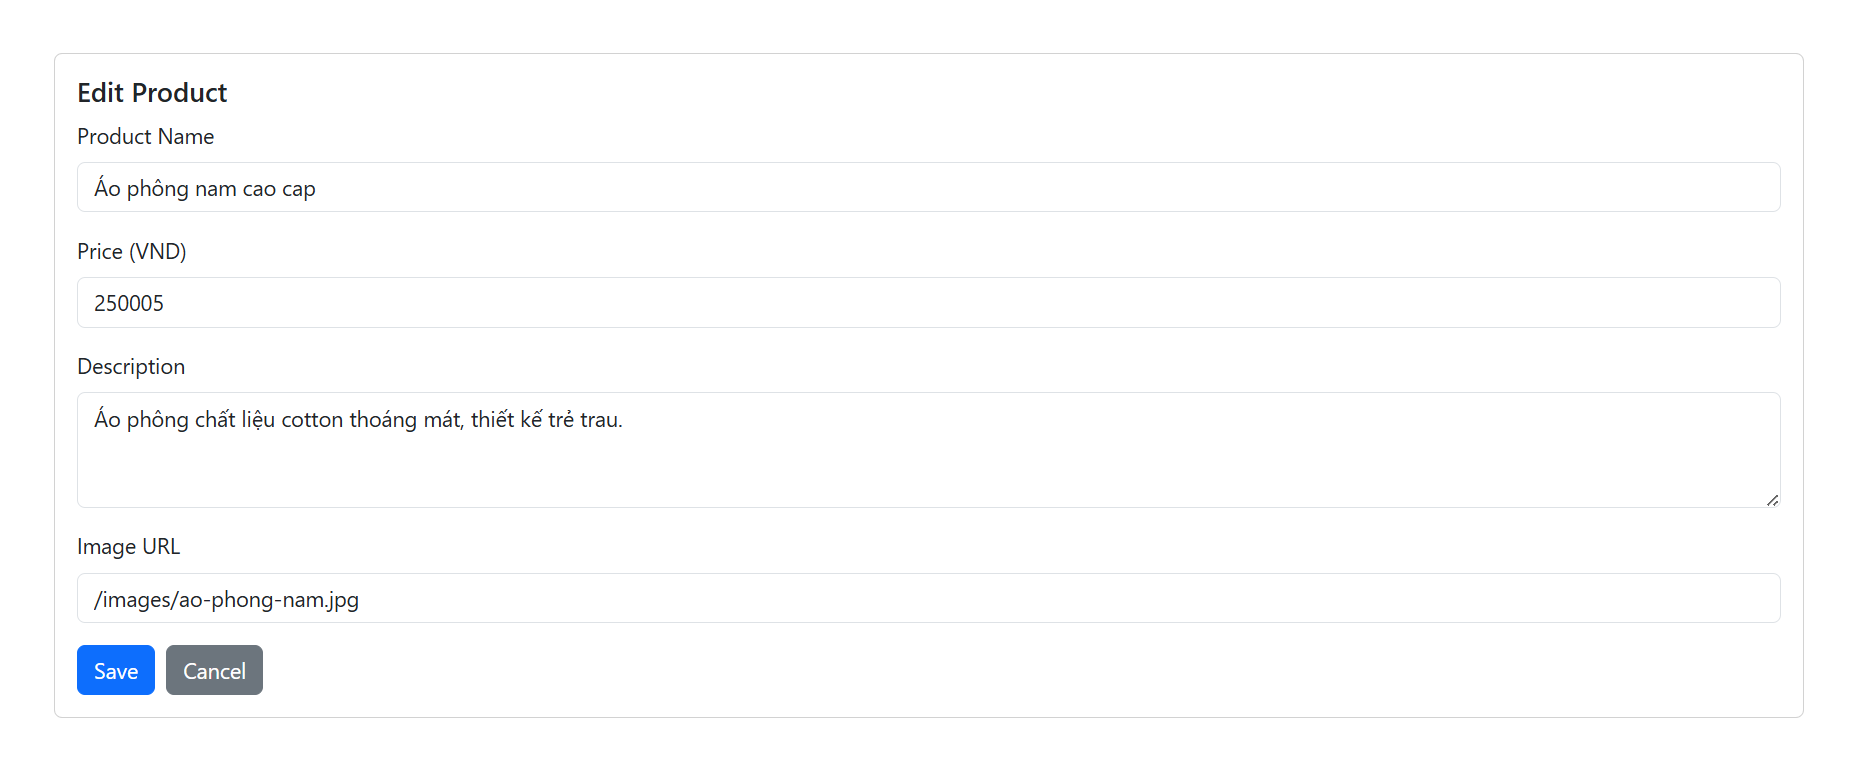 Edit Product
Product Name
Áo phông nam cao cap
Price (VND)
250005
Description
Áo phông chất liệu cotton thoáng mát, thiết kế trẻ trau.
Image URL
/images/ao-phong-nam.jpg
Save Cancel